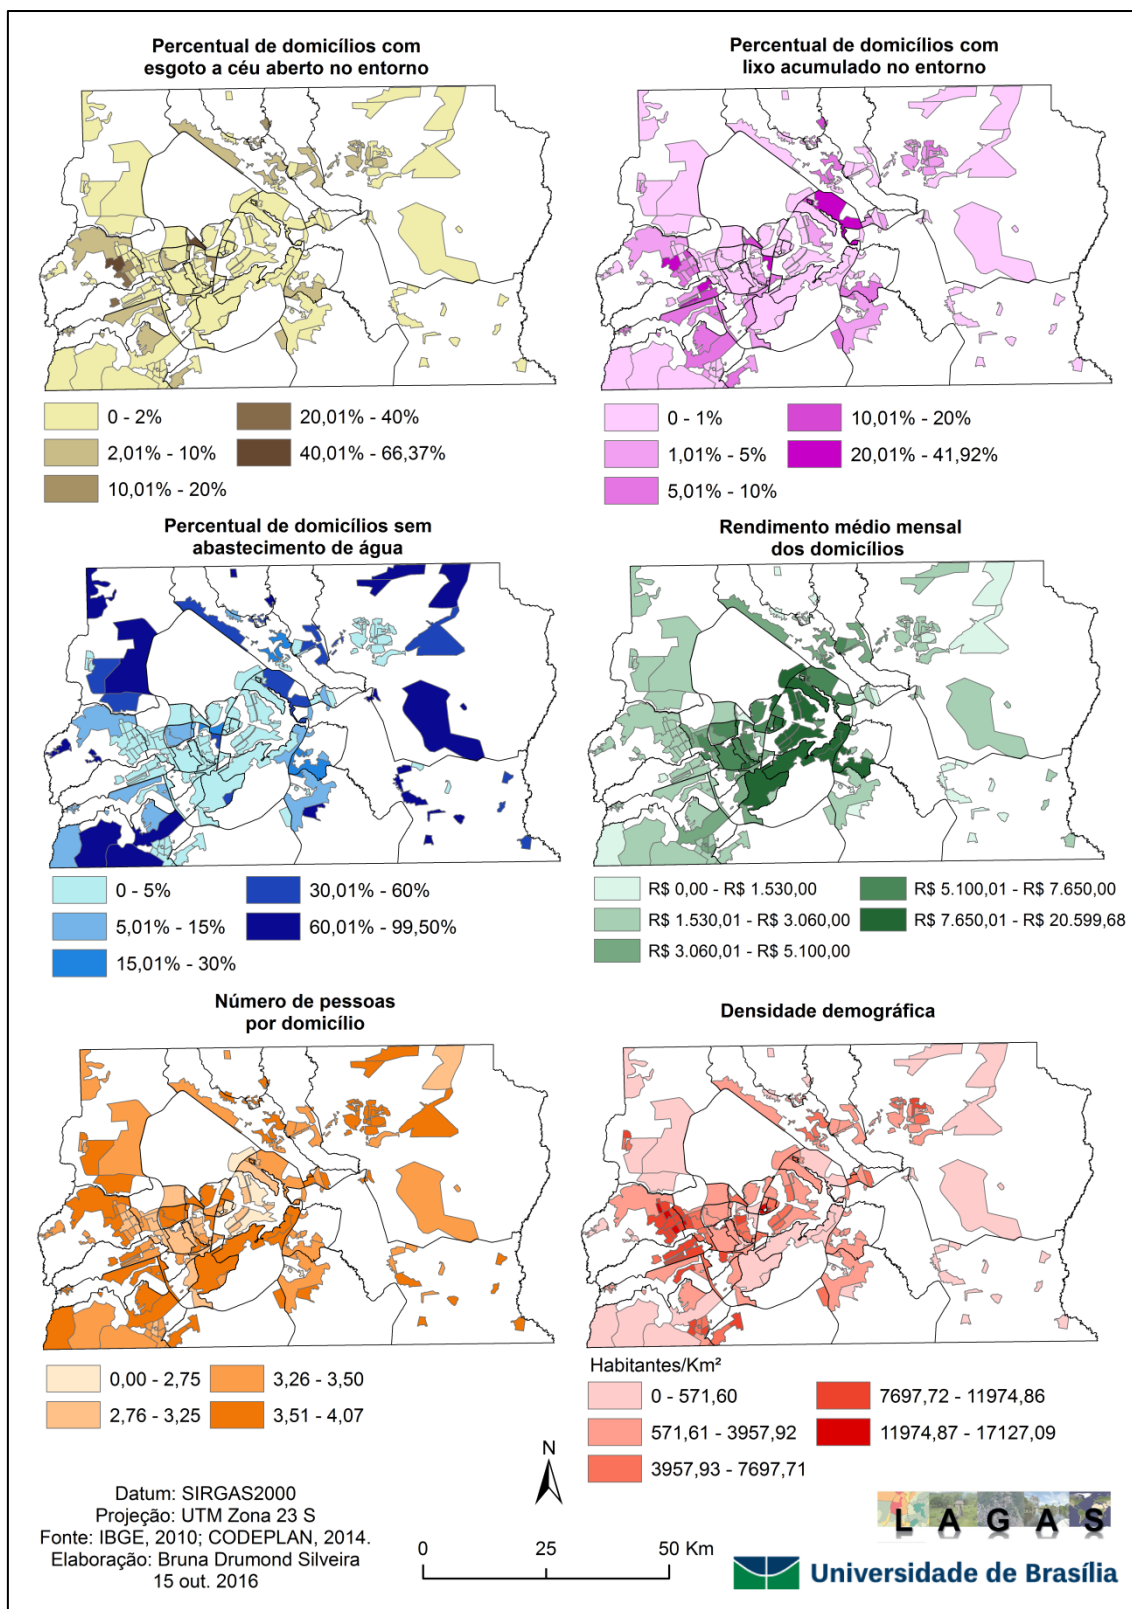 Percentual de domicílios com
esgoto a céu aberto no entorno
0 - 2%
2,01% - 10%
10,01% - 20%
20,01% - 40%
40,01% - 66,37%
Percentual de domicílios com
lixo acumulado no entorno
0 - 1%
1,01% - 5%
5,01% - 10%
10,01% - 20%
20,01% - 41,92%
Percentual de domicílios sem
abastecimento de água
0 - 5%
5,01% - 15%
15,01% - 30%
30,01% - 60%
60,01% - 99,50%
Rendimento médio mensal
dos domicílios
R$ 0,00 - R$ 1.530,00
R$ 1.530,01 - R$ 3.060,00
R$ 3.060,01 - R$ 5.100,00
R$ 5.100,01 - R$ 7.650,00
R$ 7.650,01 - R$ 20.599,68
Número de pessoas
por domicílio
0,00 - 2,75
2,76 - 3,25
3,26 - 3,50
3,51 - 4,07
Densidade demográfica
Habitantes/Km²
0 - 571,60
571,61 - 3957,92
3957,93 - 7697,71
7697,72 - 11974,86
11974,87 - 17127,09
Datum: SIRGAS2000
Projeção: UTM Zona 23 S
Fonte: IBGE, 2010; CODEPLAN, 2014.
Elaboração: Bruna Drumond Silveira
15 out. 2016
N
0 25 50 Km
LAGAS
Universidade de Brasília